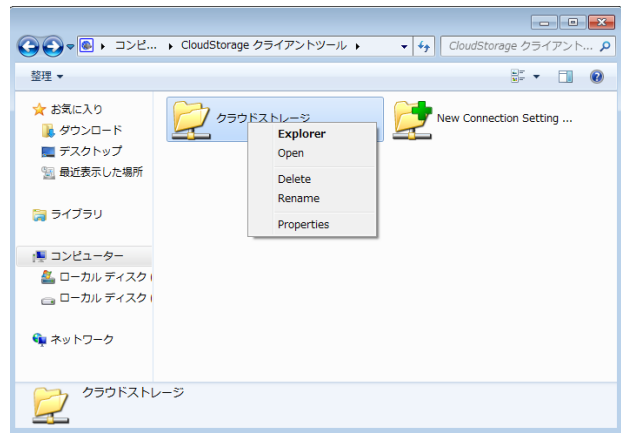 コンピ... ▸ CloudStorage クライアントツール ▸
CloudStorage クライアント...
整理
お気に入り
ダウンロード
デスクトップ
最近表示した場所
ライブラリ
コンピューター
ローカル ディスク (
ローカル ディスク (
ネットワーク
クラウドストレージ
New Connection Setting ...
Explorer
Open
Delete
Rename
Properties
クラウドストレージ